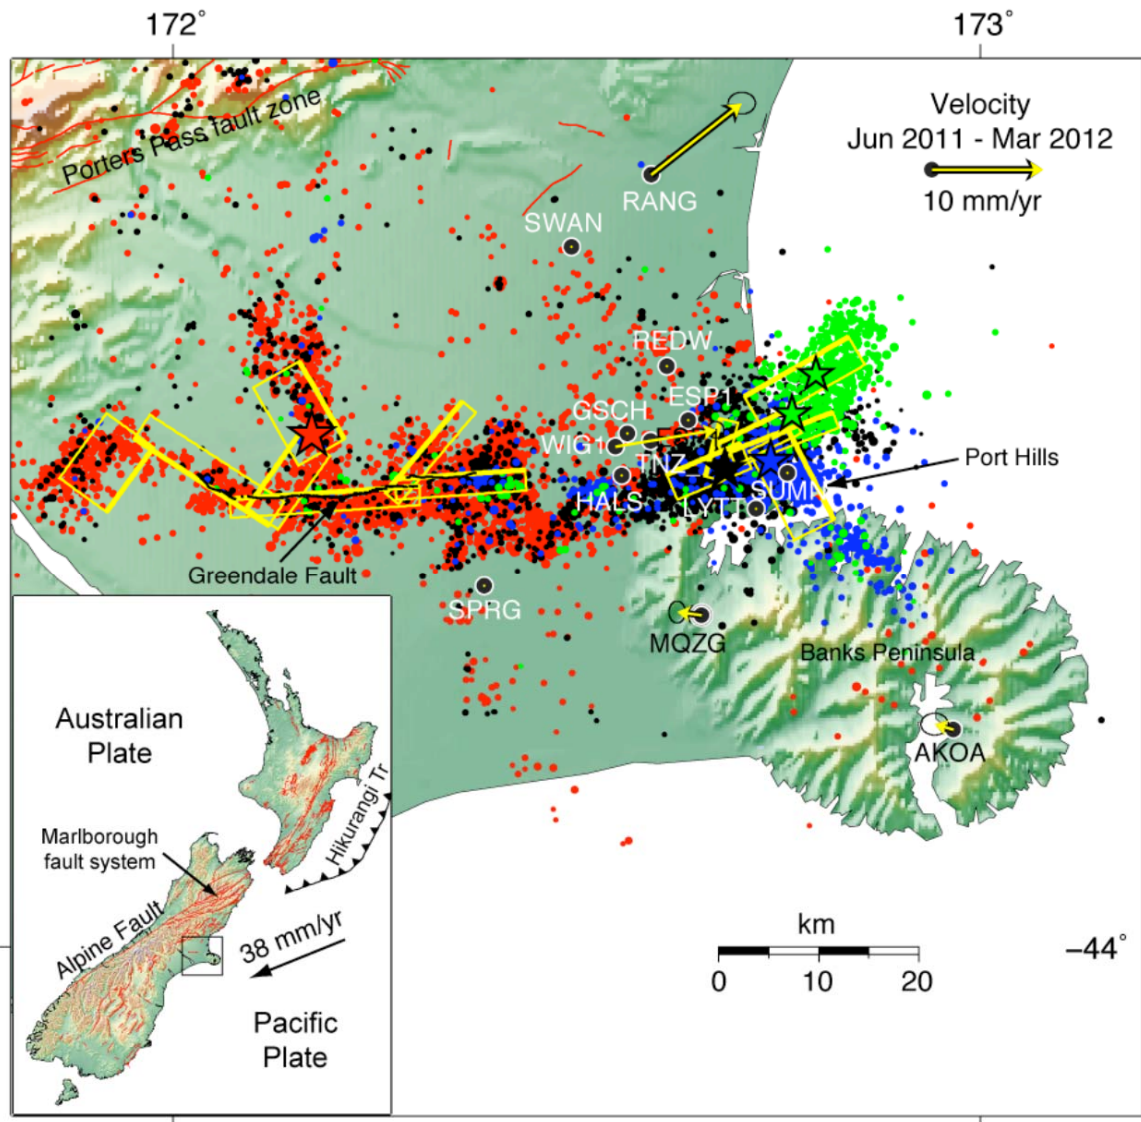 172°
173°
Porters Pass fault zone
Velocity
Jun 2011 - Mar 2012
10 mm/yr
RANG
SWAN
REDW
ESP1
GSCH
WIG1
TNZ
HALS
SUMN
LYTT
Port Hills
Greendale Fault
SPRG
MQZG
Banks Peninsula
AKOA
Australian
Plate
Marlborough
fault system
Hikurangi Tr
Alpine Fault
38 mm/yr
Pacific
Plate
km
0 10 20
−44°